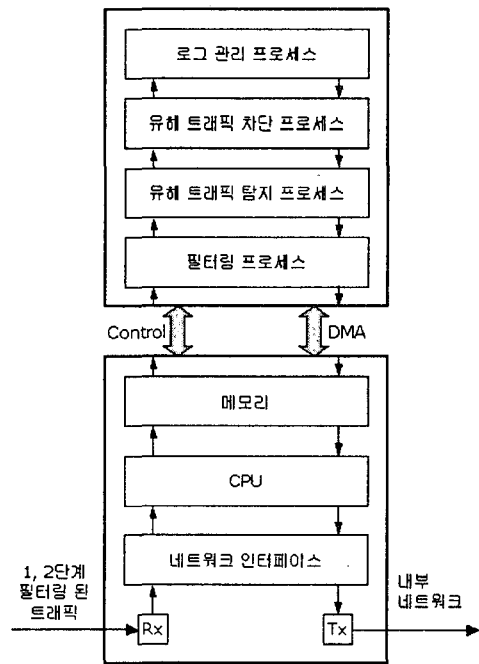 로그 관리 프로세스
유해 트래픽 차단 프로세스
유해 트래픽 탐지 프로세스
필터링 프로세스
Control
DMA
메모리
CPU
네트워크 인터페이스
1, 2단계
필터링 된
트래픽
Rx
Tx
내부
네트워크